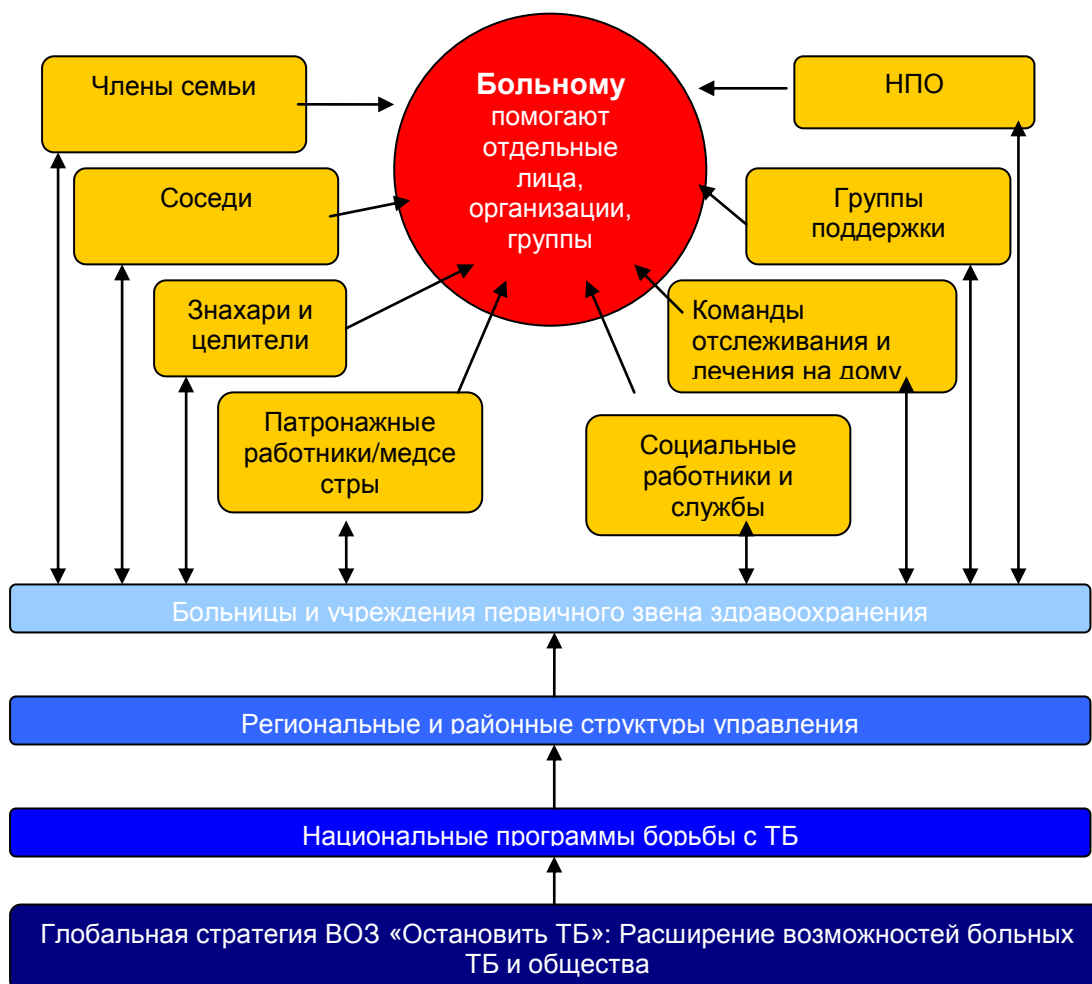 Члены семьи
Больному
помогают
отдельные
лица,
организации,
группы
НПО
Соседи
Группы
поддержки
Знахари и
целители
Команды
отслеживания и
лечения на дому
Патронажные
работники/медсе
стры
Социальные
работники и
службы
Больницы и учреждения первичного звена здравоохранения
Региональные и районные структуры управления
Национальные программы борьбы с ТБ
Глобальная стратегия ВОЗ «Остановить ТБ»: Расширение возможностей больных
ТБ и общества